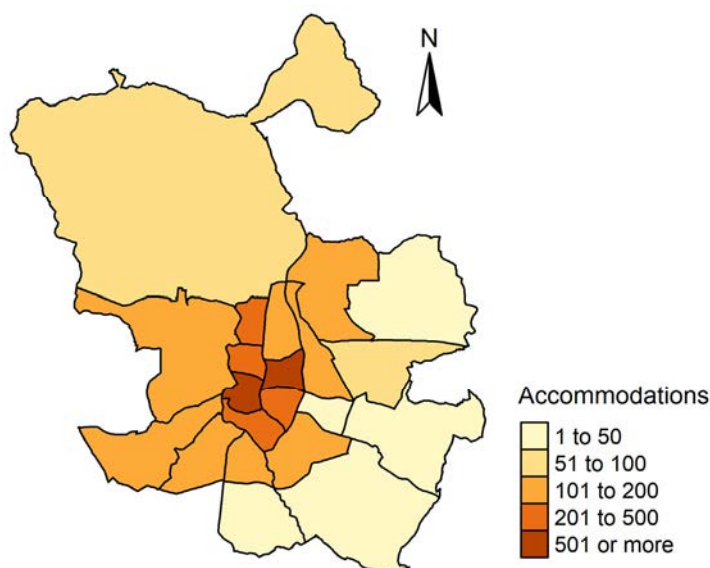 N
Accommodations
1 to 50
51 to 100
101 to 200
201 to 500
501 or more